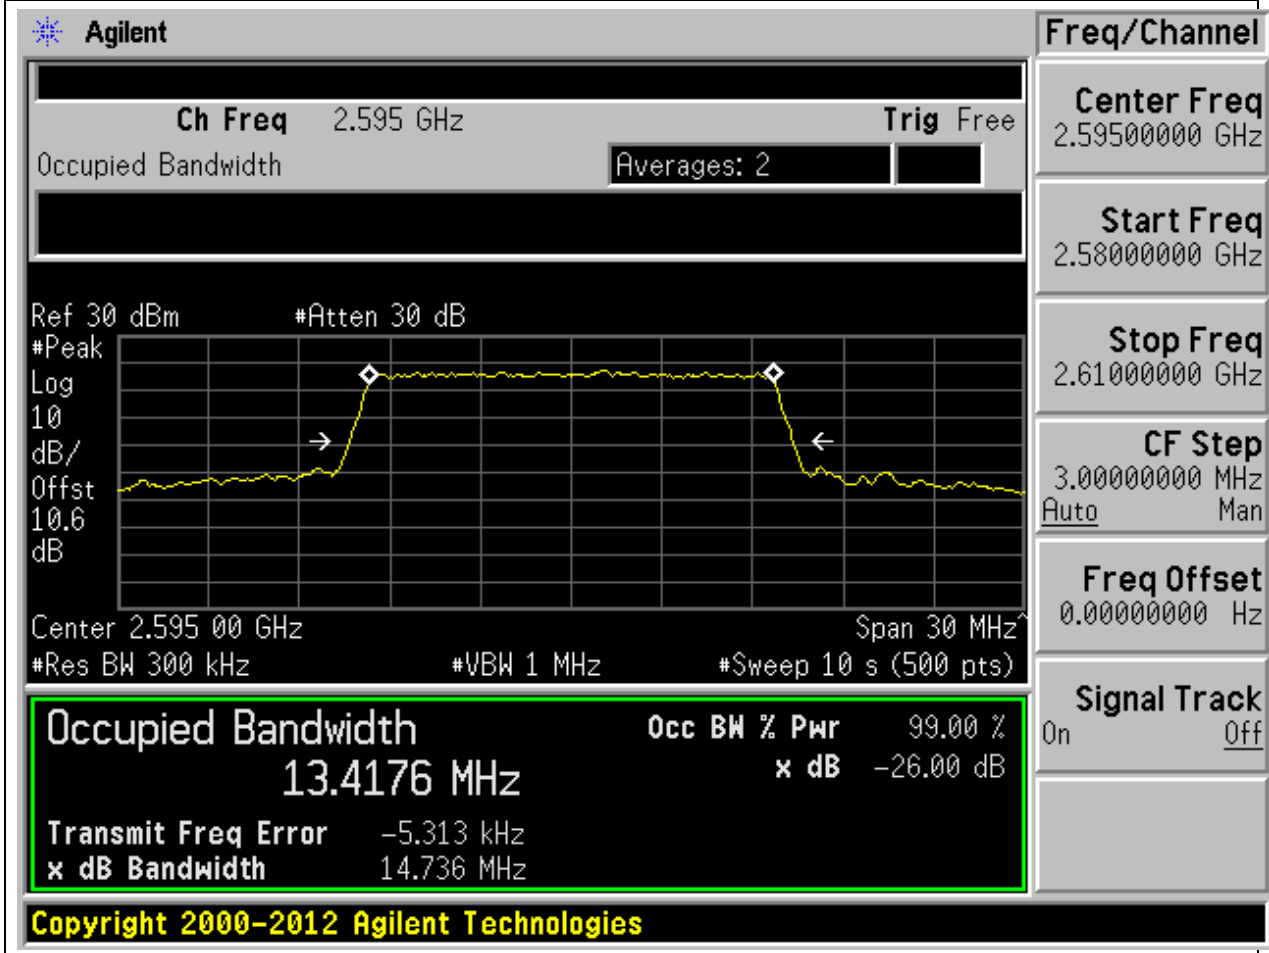 Agilent
Freq/Channel
Ch Freq 2.595 GHz Trig Free
Occupied Bandwidth Averages: 2
Center Freq
2.59500000 GHz
Start Freq
2.58000000 GHz
Stop Freq
2.61000000 GHz
CF Step
3.00000000 MHz
Auto Man
Freq Offset
0.00000000 Hz
Signal Track
On Off
Ref 30 dBm #Atten 30 dB
#Peak
Log
10
dB/
Offst
10.6
dB
Center 2.595 00 GHz Span 30 MHz^
#Res BW 300 kHz #VBW 1 MHz #Sweep 10 s (500 pts)
Occupied Bandwidth Occ BW % Pwr 99.00 %
13.4176 MHz x dB -26.00 dB
Transmit Freq Error -5.313 kHz
x dB Bandwidth 14.736 MHz
Copyright 2000-2012 Agilent Technologies